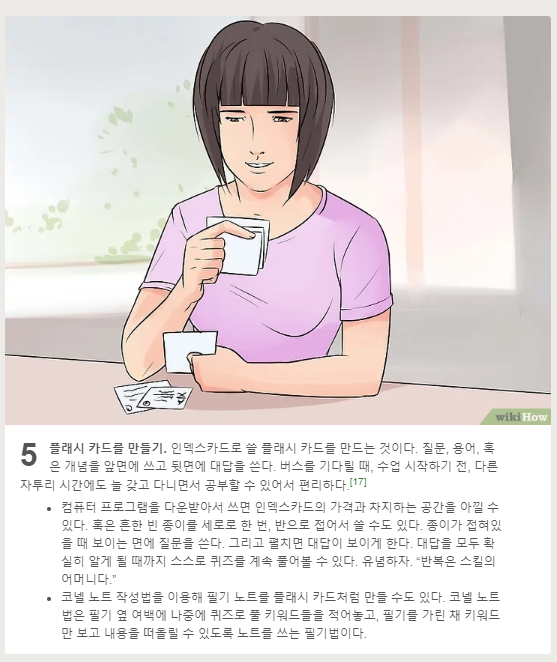 wikiHow
5 플래시 카드를 만들기. 인덱스카드로 쓸 플래시 카드를 만드는 것이다. 질문, 용어, 혹
은 개념을 앞면에 쓰고 뒷면에 대답을 쓴다. 버스를 기다릴 때, 수업 시작하기 전, 다른
자투리 시간에도 늘 갖고 다니면서 공부할 수 있어서 편리하다.[17]
• 컴퓨터 프로그램을 다운받아서 쓰면 인덱스카드의 가격과 차지하는 공간을 아낄 수
있다. 혹은 흔한 빈 종이를 세로로 한 번, 반으로 접어서 쓸 수도 있다. 종이가 접혀있
을 때 보이는 면에 질문을 쓴다. 그리고 펼치면 대답이 보이게 한다. 대답을 모두 확
실히 알게 될 때까지 스스로 퀴즈를 계속 풀어볼 수 있다. 유념하자. “반복은 스킬의
어머니다.”
• 코넬 노트 작성법을 이용해 필기 노트를 플래시 카드처럼 만들 수도 있다. 코넬 노트
법은 필기 옆 여백에 나중에 퀴즈로 풀 키워드들을 적어놓고, 필기를 가린 채 키워드
만 보고 내용을 떠올릴 수 있도록 노트를 쓰는 필기법이다.